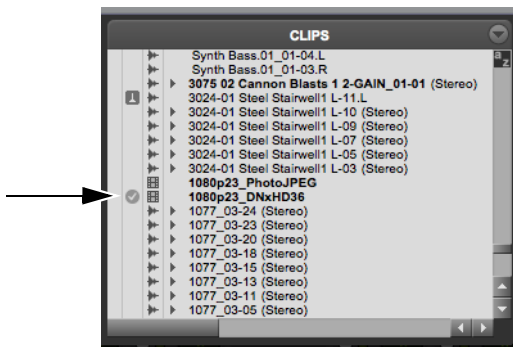 CLIPS
a z
Synth Bass.01_01-04.L
Synth Bass.01_01-03.R
3075 02 Cannon Blasts 1 2-GAIN_01-01 (Stereo)
3024-01 Steel Stairwell1 L-11.L
3024-01 Steel Stairwell1 L-10 (Stereo)
3024-01 Steel Stairwell1 L-09 (Stereo)
3024-01 Steel Stairwell1 L-07 (Stereo)
3024-01 Steel Stairwell1 L-05 (Stereo)
3024-01 Steel Stairwell1 L-03 (Stereo)
1080p23_PhotoJPEG
1080p23_DNxHD36
1077_03-24 (Stereo)
1077_03-23 (Stereo)
1077_03-20 (Stereo)
1077_03-18 (Stereo)
1077_03-15 (Stereo)
1077_03-13 (Stereo)
1077_03-11 (Stereo)
1077_03-05 (Stereo)